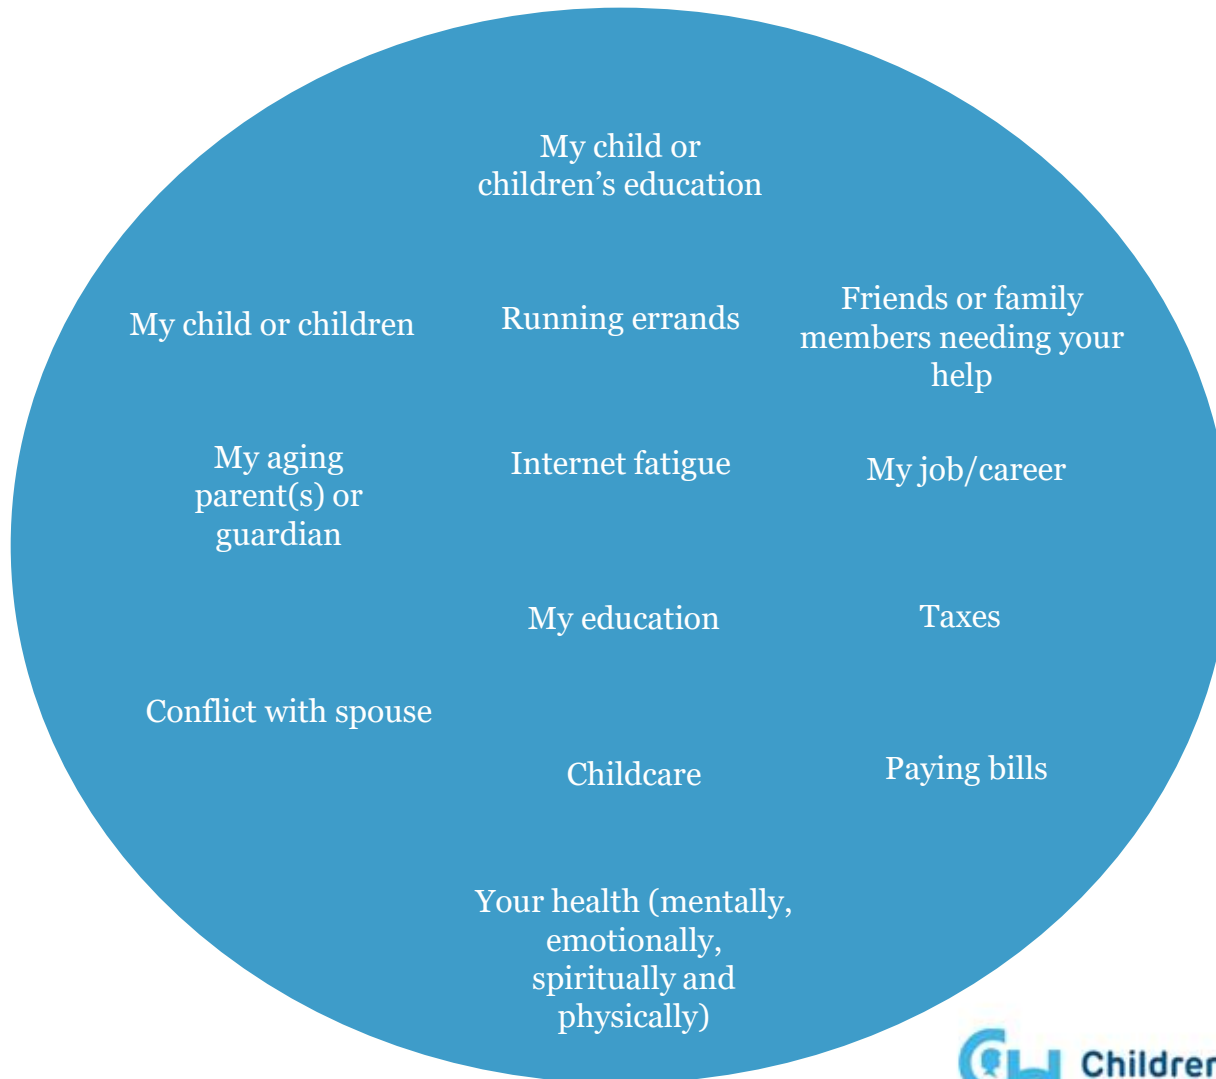 My child or
children’s education
My child or children
Running errands
Friends or family
members needing your
help
My aging
parent(s) or
guardian
Internet fatigue
My job/career
My education
Taxes
Conflict with spouse
Childcare
Paying bills
Your health (mentally,
emotionally,
spiritually and
physically)
Children